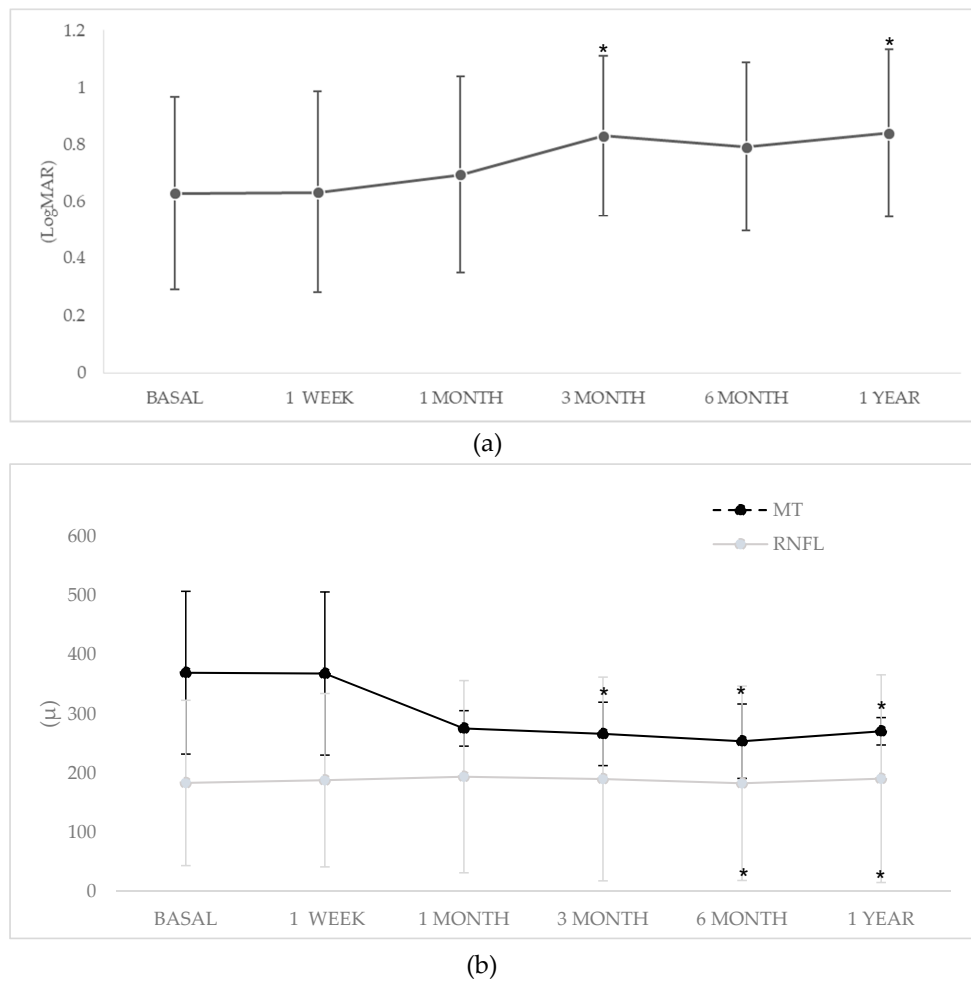 1.2
1
0.8
0.6
0.4
0.2
0
(LogMAR)
* *
BASAL 1 WEEK 1 MONTH 3 MONTH 6 MONTH 1 YEAR
(a)
MT
RNFL
600
500
400
300
200
100
0
(μ)
* * *
* *
BASAL 1 WEEK 1 MONTH 3 MONTH 6 MONTH 1 YEAR
(b)